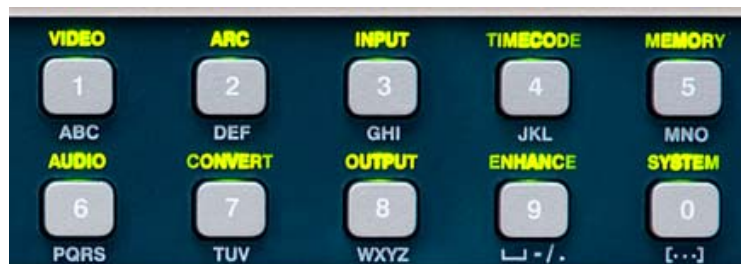 VIDEO ARC INPUT TIMECODE MEMORY
1 2 3 4 5
ABC DEF GHI JKL MNO
AUDIO CONVERT OUTPUT ENHANCE SYSTEM
6 7 8 9 0
PQRS TUV WXYZ ⎵ - / . [···]